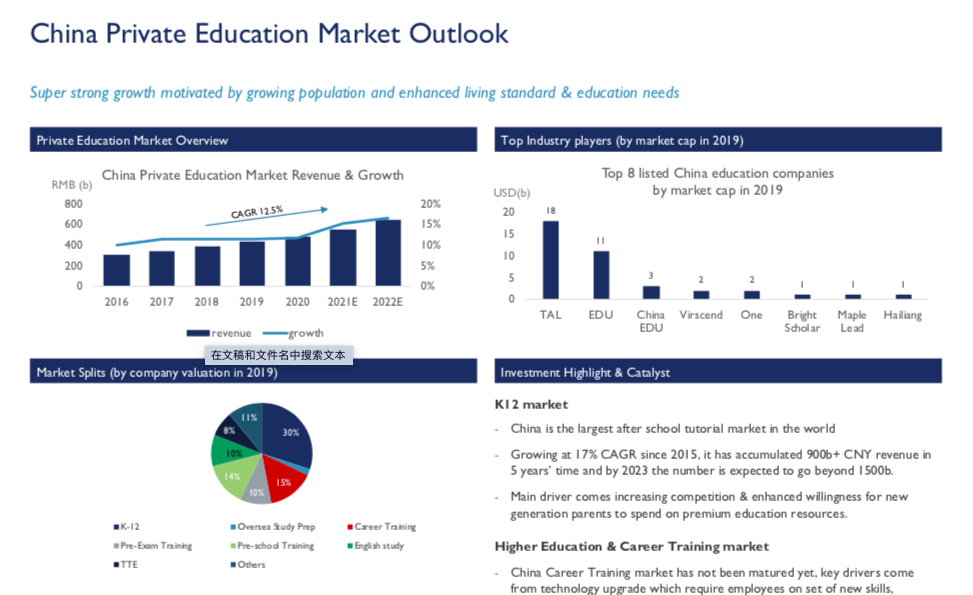 China Private Education Market Outlook
Super strong growth motivated by growing population and enhanced living standard & education needs
Private Education Market Overview
China Private Education Market Revenue & Growth
RMB (b)
800
600
400
200
0
20%
15%
10%
5%
0%
CAGR 12.5%
2016 2017 2018 2019 2020 2021E 2022E
revenue growth
在文稿和文件名中搜索文本
Top Industry players (by market cap in 2019)
Top 8 listed China education companies
by market cap in 2019
USD(b)
20
15
10
5
0
18 11 3 2 2 1 1 1
TAL EDU China Virscend One Bright Maple Hailiang
EDU Scholar Lead
Market Splits (by company valuation in 2019)
30%
15%
10%
14%
10%
8%
11%
K-12 Oversea Study Prep Career Training
Pre-Exam Training Pre-school Training English study
TTE Others
Investment Highlight & Catalyst
K12 market
- China is the largest after school tutorial market in the world
- Growing at 17% CAGR since 2015, it has accumulated 900b+ CNY revenue in
5 years' time and by 2023 the number is expected to go beyond 1500b.
- Main driver comes increasing competition & enhanced willingness for new
generation parents to spend on premium education resources.
Higher Education & Career Training market
- China Career Training market has not been matured yet, key drivers come
from technology upgrade which require employees on set of new skills,